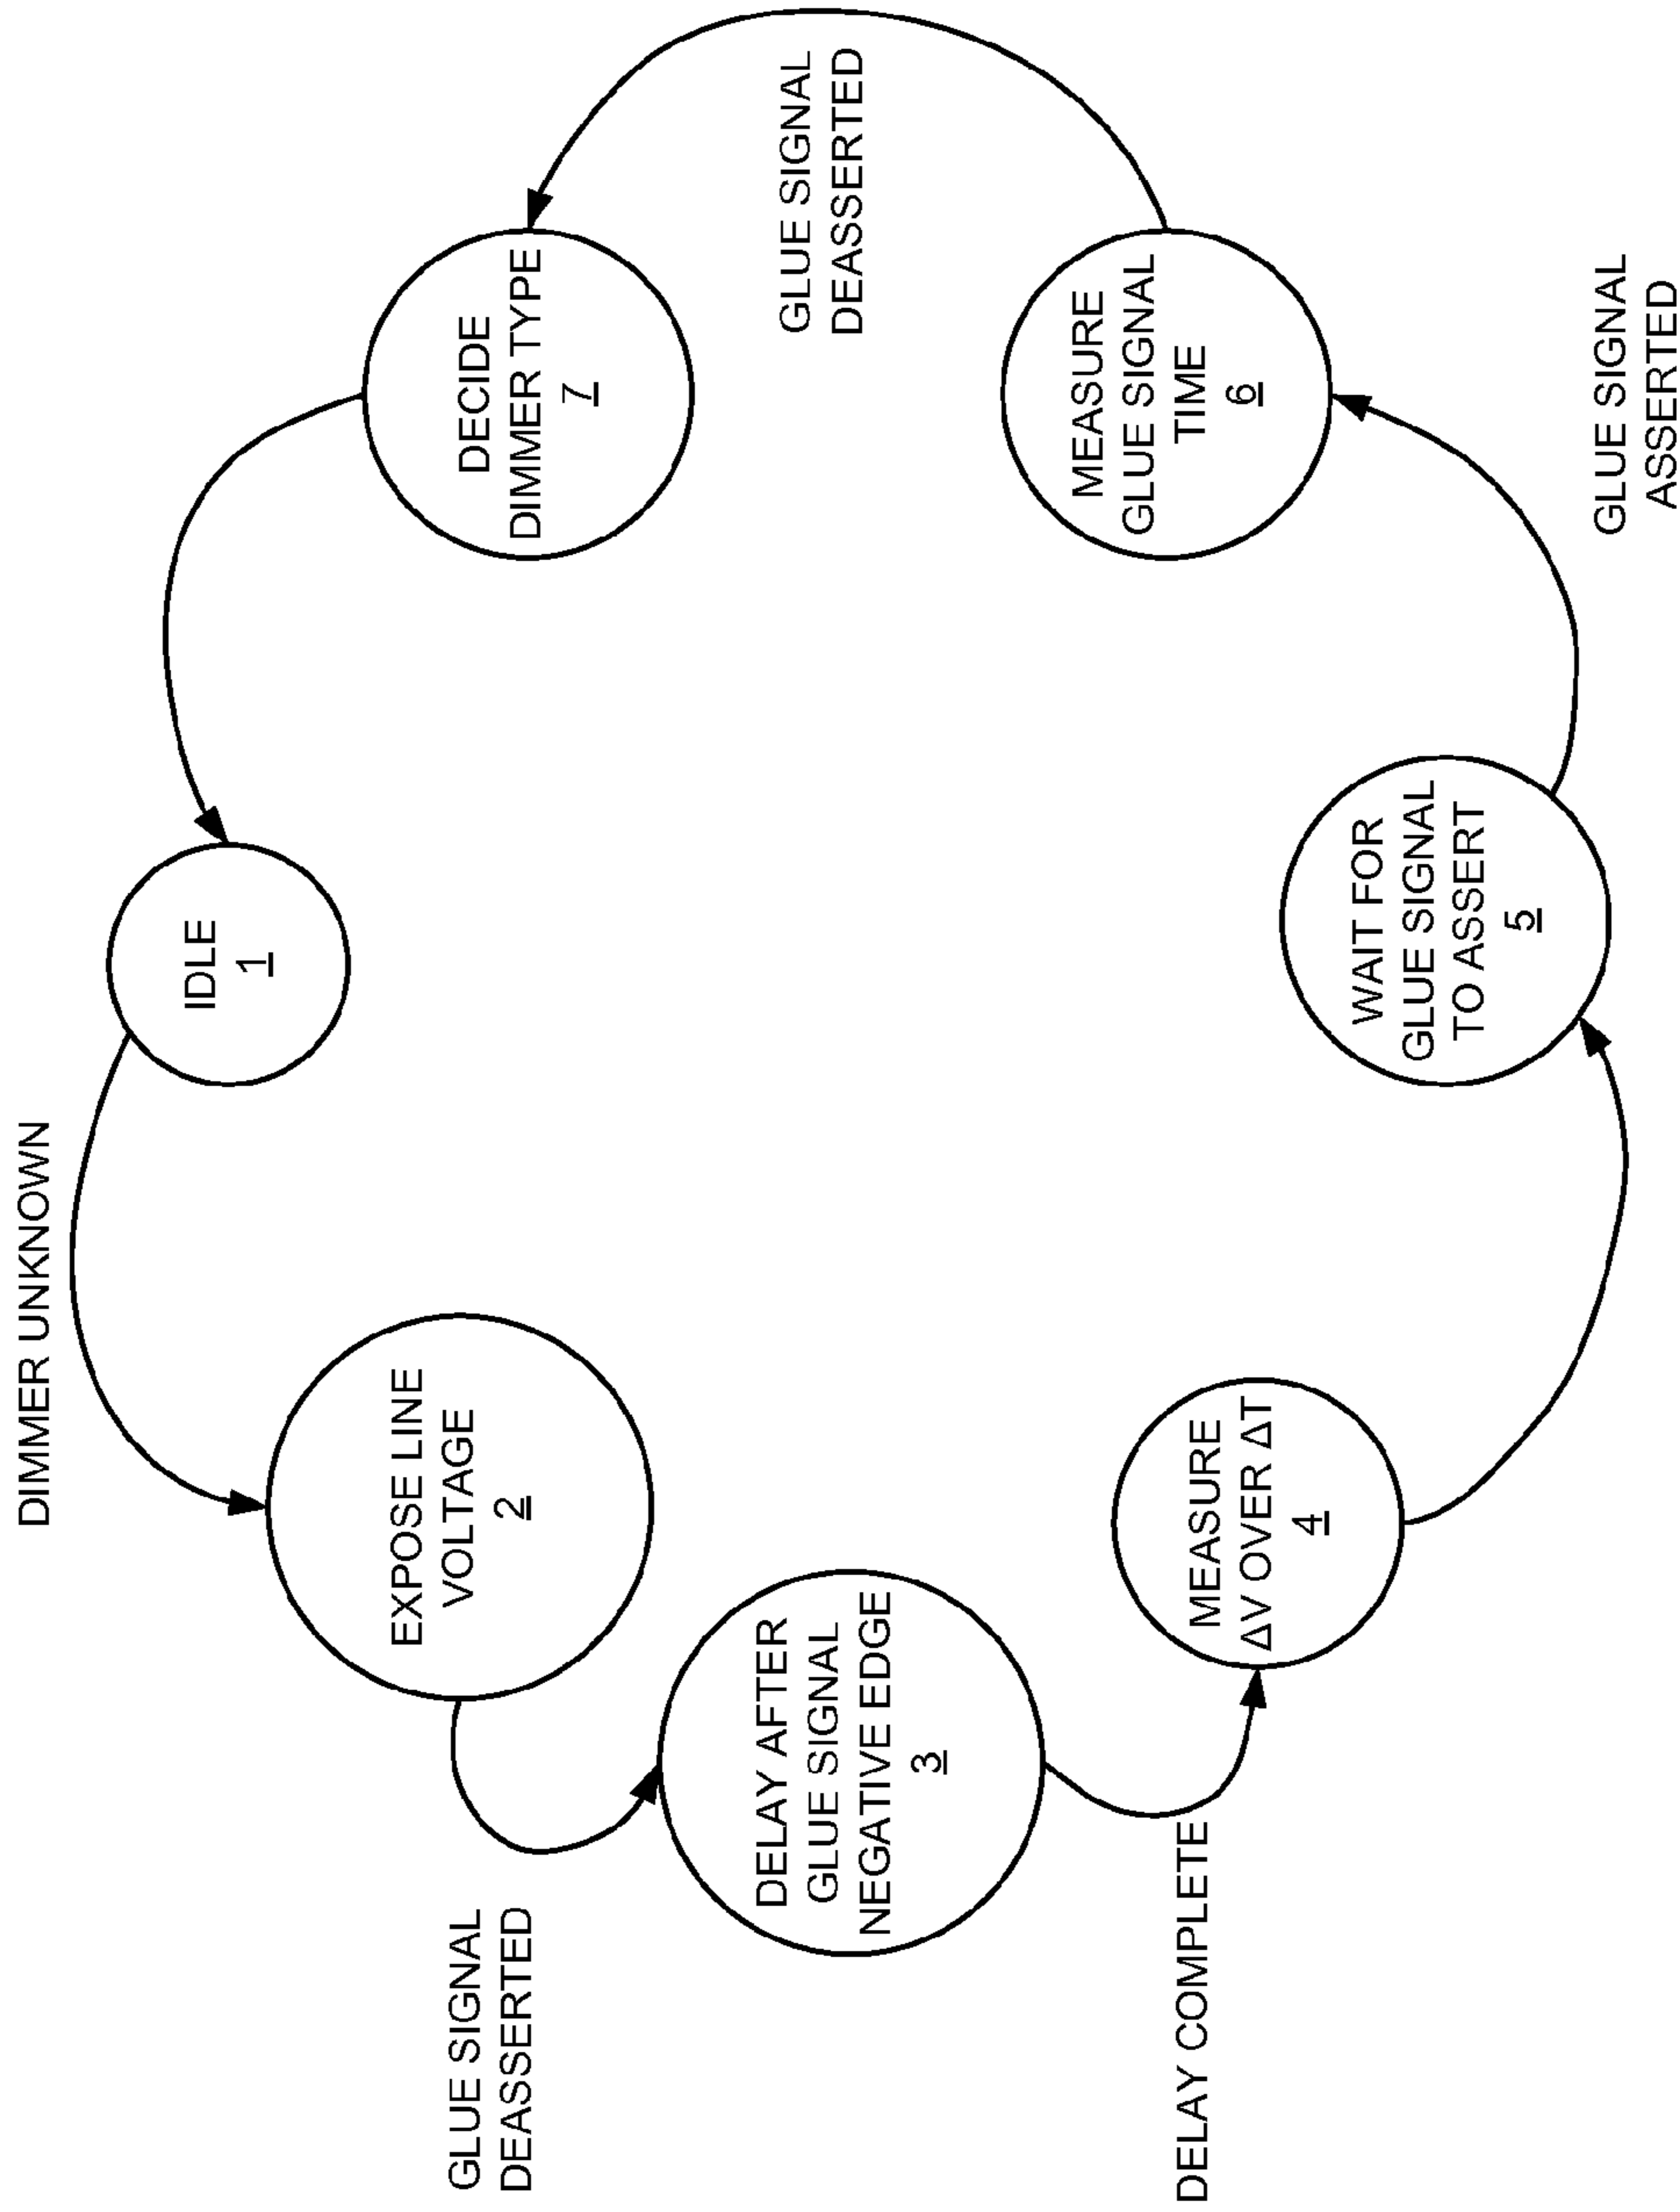 DIMMER UNKNOWN
IDLE
1
EXPOSE LINE
VOLTAGE
2
GLUE SIGNAL
DEASSERTED
DELAY AFTER
GLUE SIGNAL
NEGATIVE EDGE
3
DELAY COMPLETE
MEASURE
ΔV OVER ΔT
4
WAIT FOR
GLUE SIGNAL
TO ASSERT
5
GLUE SIGNAL
ASSERTED
MEASURE
GLUE SIGNAL
TIME
6
GLUE SIGNAL
DEASSERTED
DECIDE
DIMMER TYPE
7